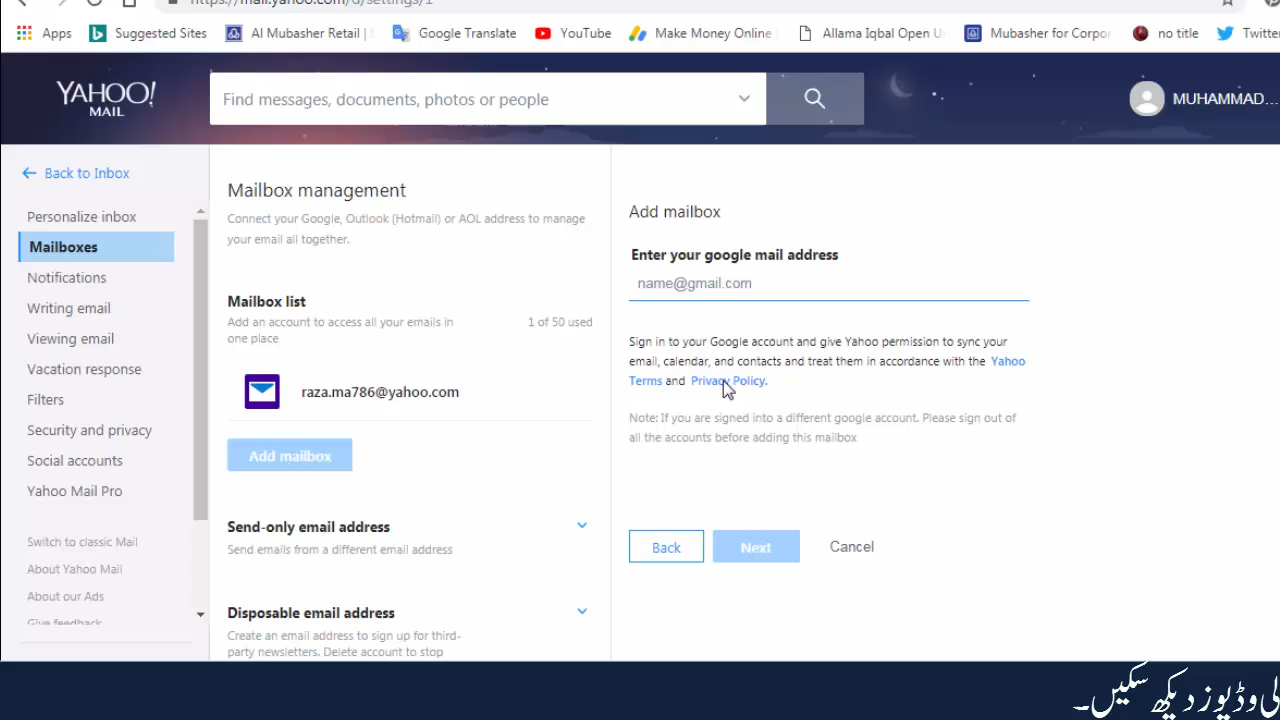 https://mail.yahoo.com/d/settings/1
Apps
Suggested Sites
Al Mubasher Retail |
Google Translate
YouTube
Make Money Online
Allama Iqbal Open U
Mubasher for Corpor
no title
Twitte
YAHOO!
MAIL
Find messages, documents, photos or people
MUHAMMAD...
Back to Inbox
Personalize inbox
Mailboxes
Notifications
Writing email
Viewing email
Vacation response
Filters
Security and privacy
Social accounts
Yahoo Mail Pro
Switch to classic Mail
About Yahoo Mail
About our Ads
Give feedback
Mailbox management
Connect your Google, Outlook (Hotmail) or AOL address to manage
your email all together.
Mailbox list
Add an account to access all your emails in
one place
1 of 50 used
raza.ma786@yahoo.com
Add mailbox
Send-only email address
Send emails from a different email address
Disposable email address
Create an email address to sign up for third-
party newsletters. Delete account to stop
Add mailbox
Enter your google mail address
name@gmail.com
Sign in to your Google account and give Yahoo permission to sync your
email, calendar, and contacts and treat them in accordance with the Yahoo
Terms and Privacy Policy.
Note: If you are signed into a different google account. Please sign out of
all the accounts before adding this mailbox
Back
Next
Cancel
لی وڈیوز دیکھ سکیں۔